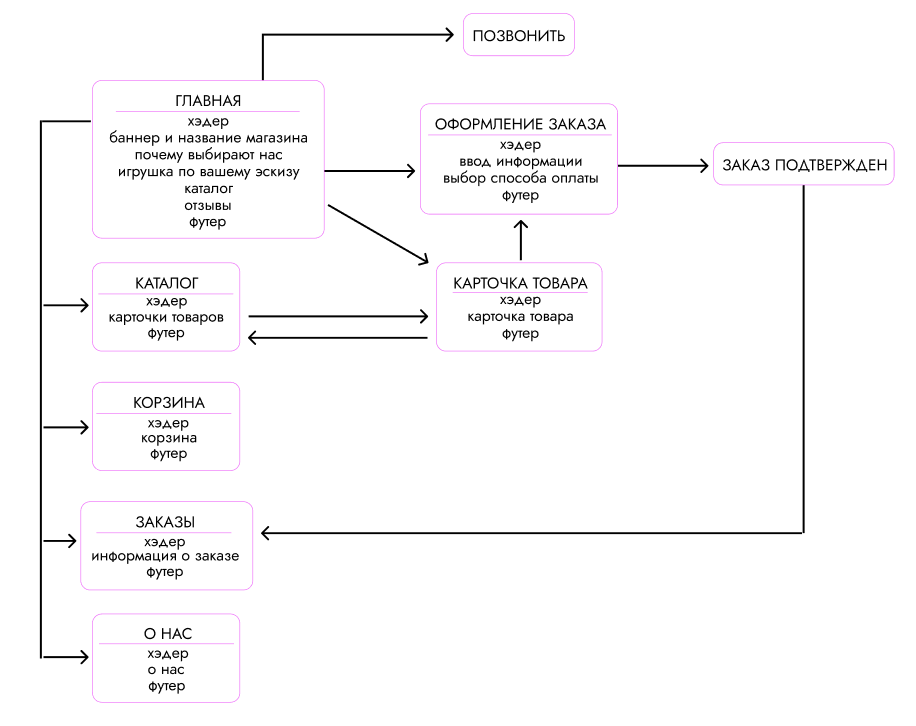 ПОЗВОНИТЬ
ГЛАВНАЯ
хэдер
баннер и название магазина
почему выбирают нас
игрушка по вашему эскизу
каталог
отзывы
футер
ОФОРМЛЕНИЕ ЗАКАЗА
хэдер
ввод информации
выбор способа оплаты
футер
ЗАКАЗ ПОДТВЕРЖДЕН
КАТАЛОГ
хэдер
карточки товаров
футер
КАРТОЧКА ТОВАРА
хэдер
карточка товара
футер
КОРЗИНА
хэдер
корзина
футер
ЗАКАЗЫ
хэдер
информация о заказе
футер
О НАС
хэдер
о нас
футер